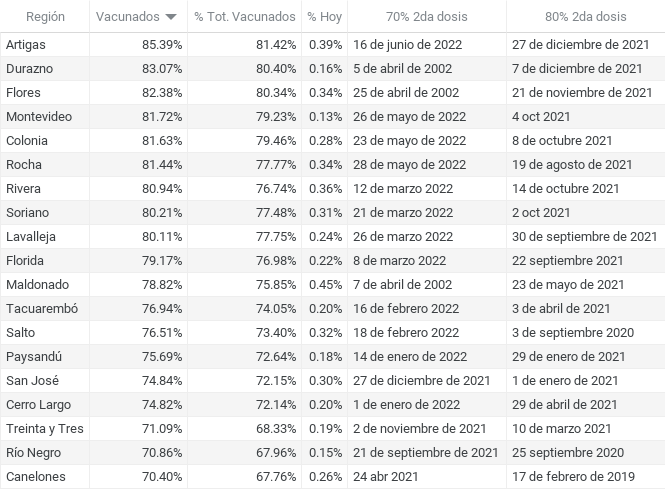 Región Vacunados % Tot. Vacunados % Hoy 70% 2da dosis 80% 2da dosis
Artigas 85.39% 81.42% 0.39% 16 de junio de 2022 27 de diciembre de 2021
Durazno 83.07% 80.40% 0.16% 5 de abril de 2002 7 de diciembre de 2021
Flores 82.38% 80.34% 0.34% 25 de abril de 2002 21 de noviembre de 2021
Montevideo 81.72% 79.23% 0.13% 26 de mayo de 2022 4 oct 2021
Colonia 81.63% 79.46% 0.28% 23 de mayo de 2022 8 de octubre 2021
Rocha 81.44% 77.77% 0.34% 28 de mayo de 2022 19 de agosto de 2021
Rivera 80.94% 76.74% 0.36% 12 de marzo 2022 14 de octubre 2021
Soriano 80.21% 77.48% 0.31% 21 de marzo de 2022 2 oct 2021
Lavalleja 80.11% 77.75% 0.24% 26 de marzo 2022 30 de septiembre de 2021
Florida 79.17% 76.98% 0.22% 8 de marzo 2022 22 septiembre 2021
Maldonado 78.82% 75.85% 0.45% 7 de abril de 2002 23 de mayo de 2021
Tacuarembó 76.94% 74.05% 0.20% 16 de febrero 2022 3 de abril de 2021
Salto 76.51% 73.40% 0.32% 18 de febrero 2022 3 de septiembre 2020
Paysandú 75.69% 72.64% 0.18% 14 de enero de 2022 29 de enero de 2021
San José 74.84% 72.15% 0.30% 27 de diciembre de 2021 1 de enero de 2021
Cerro Largo 74.82% 72.14% 0.20% 1 de enero de 2022 29 de abril de 2021
Treinta y Tres 71.09% 68.33% 0.19% 2 de noviembre de 2021 10 de marzo de 2021
Río Negro 70.86% 67.96% 0.15% 21 de septiembre de 2021 25 septiembre 2020
Canelones 70.40% 67.76% 0.26% 24 abr 2021 17 de febrero de 2019